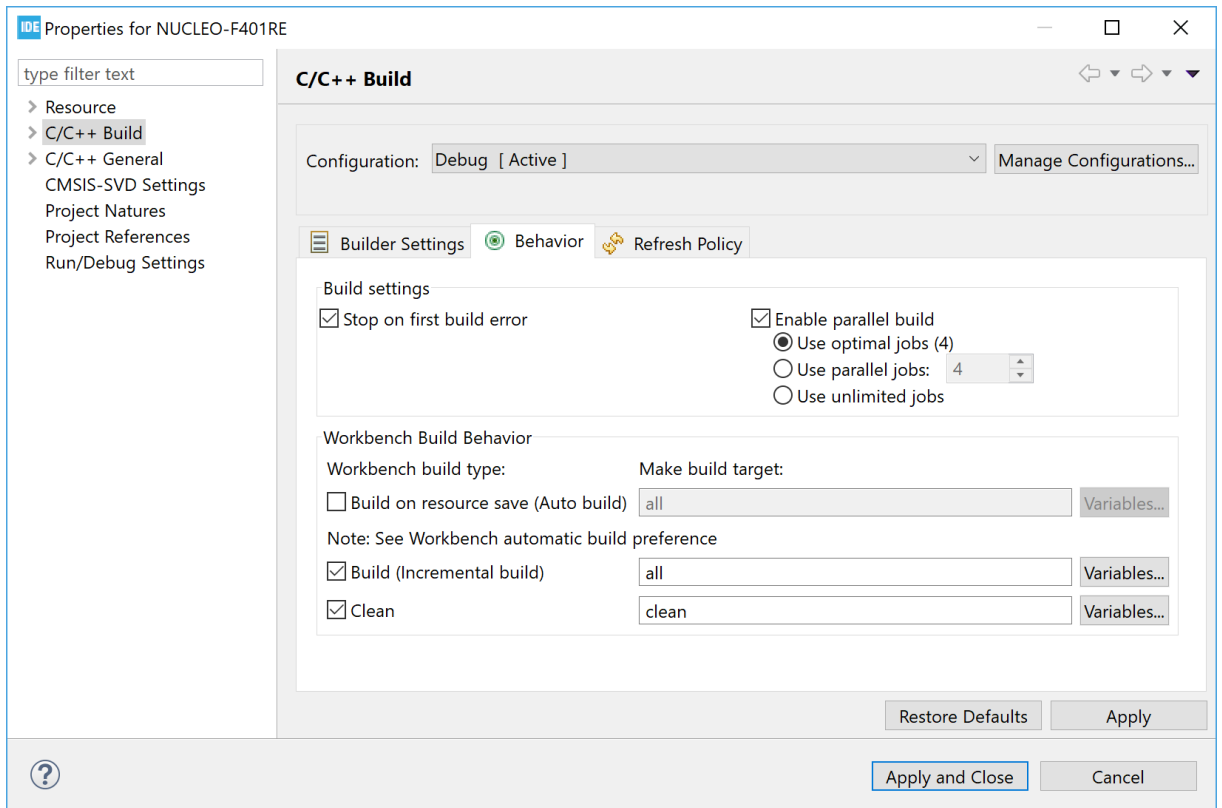 IDE Properties for NUCLEO-F401RE
type filter text
Resource
C/C++ Build
C/C++ General
CMSIS-SVD Settings
Project Natures
Project References
Run/Debug Settings
C/C++ Build
Configuration: Debug [ Active ] Manage Configurations...
Builder Settings Behavior Refresh Policy
Build settings
Stop on first build error Enable parallel build
Use optimal jobs (4)
Use parallel jobs: 4
Use unlimited jobs
Workbench Build Behavior
Workbench build type: Make build target:
Build on resource save (Auto build) all Variables...
Note: See Workbench automatic build preference
Build (Incremental build) all Variables...
Clean clean Variables...
Restore Defaults Apply
? Apply and Close Cancel